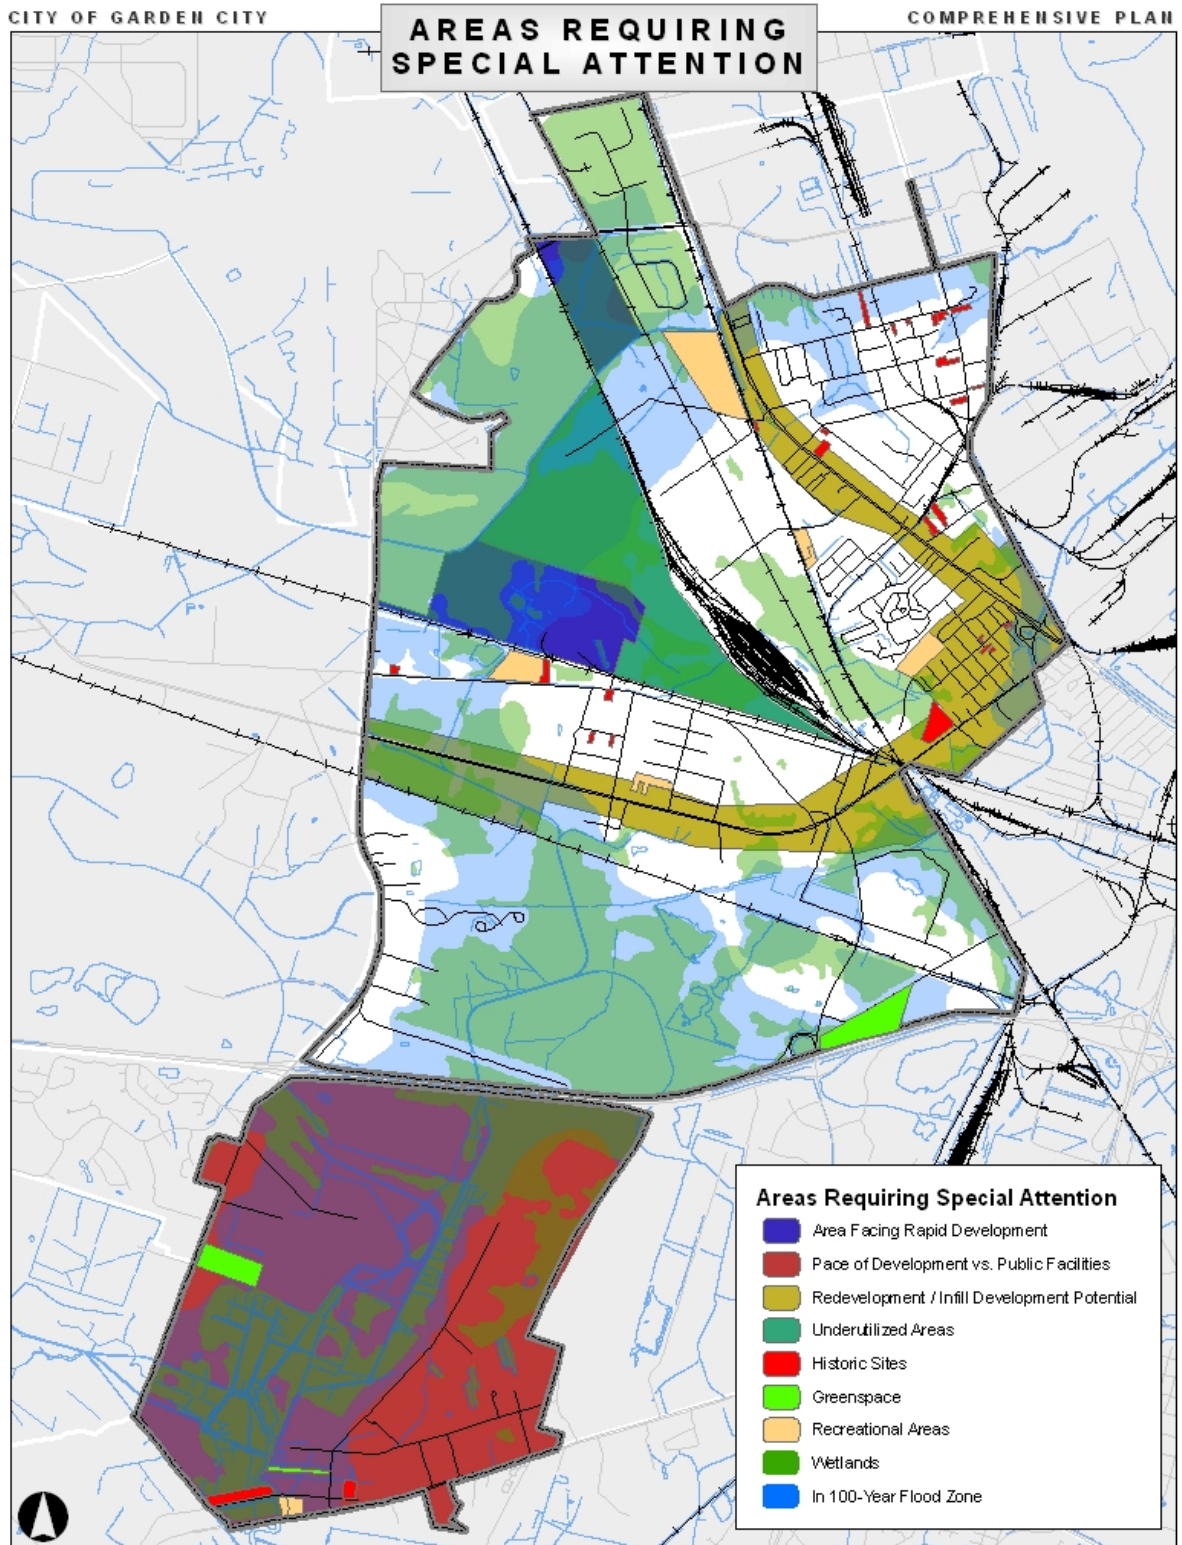 CITY OF GARDEN CITY
COMPREHENSIVE PLAN
AREAS REQUIRING
SPECIAL ATTENTION
Areas Requiring Special Attention
Area Facing Rapid Development
Pace of Development vs. Public Facilities
Redevelopment / Infill Development Potential
Underutilized Areas
Historic Sites
Greenspace
Recreational Areas
Wetlands
In 100-Year Flood Zone